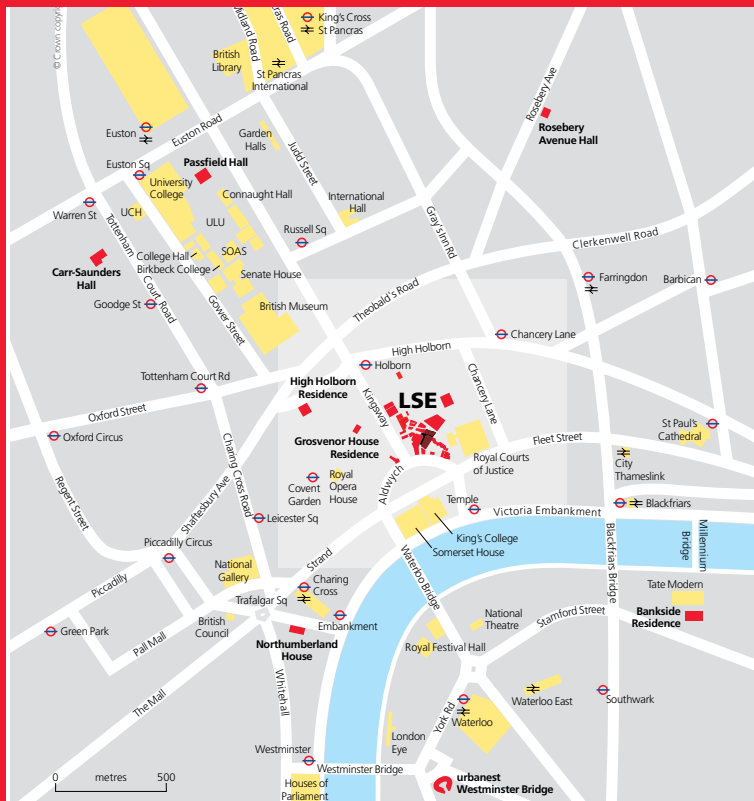 © Crown copyr
Midland Road
King's Cross
St Pancras
British
Library
St Pancras
International
Euston
Euston Road
Garden
Halls
Judd Street
Rosebery Ave
Rosebery
Avenue Hall
Euston Sq
Passfield Hall
University
College
Connaught Hall
International
Hall
Warren St
UCH
ULU
Russell Sq
Gray's Inn Rd
Tottenham
Court Road
College Hall
SOAS
Birkbeck College
Senate House
Clerkenwell Road
Carr-Saunders
Hall
Farringdon
Barbican
Goodge St
Gower Street
British Museum
Theobald's Road
Chancery Lane
High Holborn
Holborn
Tottenham Court Rd
High Holborn
Residence
Kingsway
LSE
Chancery Lane
Oxford Street
Oxford Circus
Grosvenor House
Residence
Fleet Street
St Paul's
Cathedral
Royal Courts
of Justice
City
Thameslink
Charing Cross Road
Covent
Garden
Royal
Opera
House
Aldwych
Regent Street
Shaftesbury Ave
Leicester Sq
Temple
Victoria Embankment
Blackfriars
King's College
Somerset House
Piccadilly Circus
National
Gallery
Strand
Waterloo Bridge
Blackfriars Bridge
Millennium
Bridge
Piccadilly
Charing
Cross
Trafalgar Sq
Tate Modern
Green Park
Pall Mall
British
Council
Embankment
National
Theatre
Stamford Street
Bankside
Residence
Northumberland
House
Royal Festival Hall
The Mall
Whitehall
Waterloo East
Southwark
York Rd
Waterloo
London
Eye
Westminster
Westminster Bridge
0 metres 500
Houses of
Parliament
urbanest
Westminster Bridge